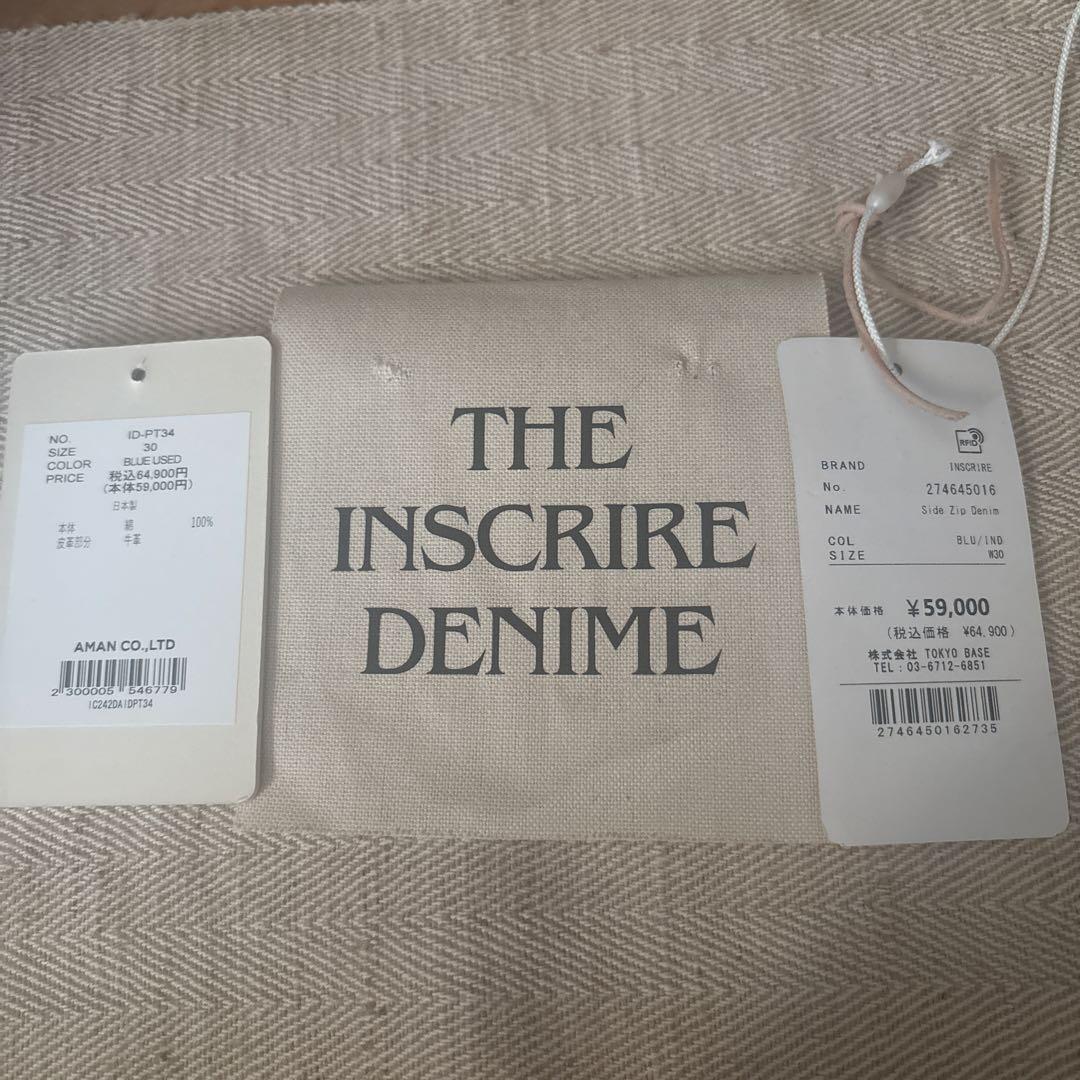 NO. ID-PT34
SIZE 30
COLOR BLUE USED
PRICE 税込64,900円
(本体59,000円)
日本製
本体 綿 100%
皮革部分 牛革
AMAN CO.,LTD
2 300005 546779
IC242DAIDPT34
THE
INSCRIRE
DENIME
RFID
BRAND INSCRIRE
No. 274645016
NAME Side Zip Denim
COL BLU/IND
SIZE W30
本体価格 ¥59,000
(税込価格 ¥64,900)
株式会社 TOKYO BASE
TEL:03-6712-6851
2746450162735